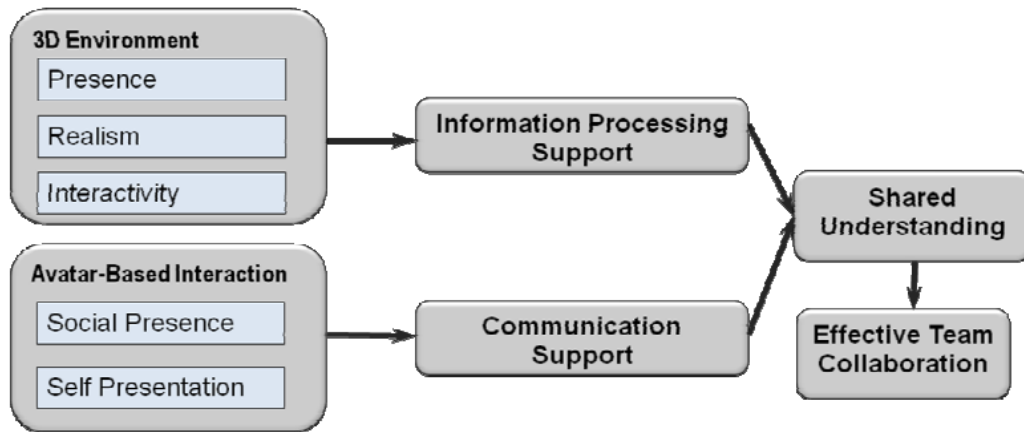 3D Environment
Presence
Realism
Interactivity
Information Processing
Support
Shared
Understanding
Avatar-Based Interaction
Social Presence
Self Presentation
Communication
Support
Effective Team
Collaboration